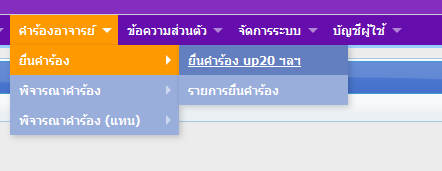 คำร้องอาจารย์ ข้อความส่วนตัว จัดการระบบ บัญชีผู้ใช้
ยื่นคำร้อง ยื่นคำร้อง up20 ฯลฯ
พิจารณาคำร้อง รายการยื่นคำร้อง
พิจารณาคำร้อง (แทน)